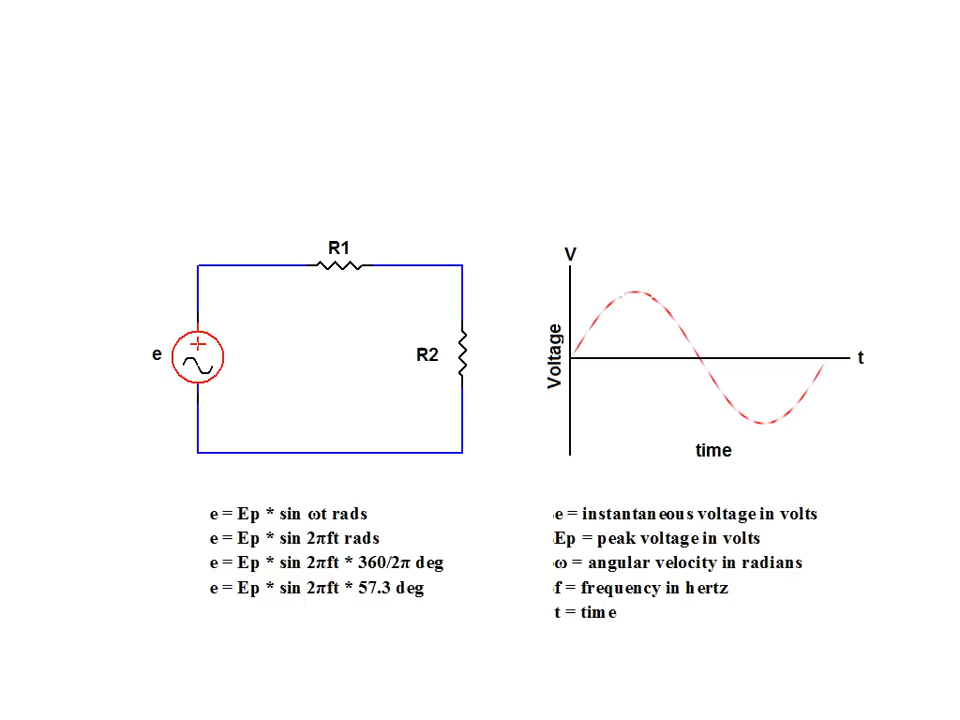 R1
e
R2
V
Voltage
t
time
e = Ep * sin ωt rads
e = Ep * sin 2πft rads
e = Ep * sin 2πft * 360/2π deg
e = Ep * sin 2πft * 57.3 deg
e = instantaneous voltage in volts
Ep = peak voltage in volts
ω = angular velocity in radians
f = frequency in hertz
t = time